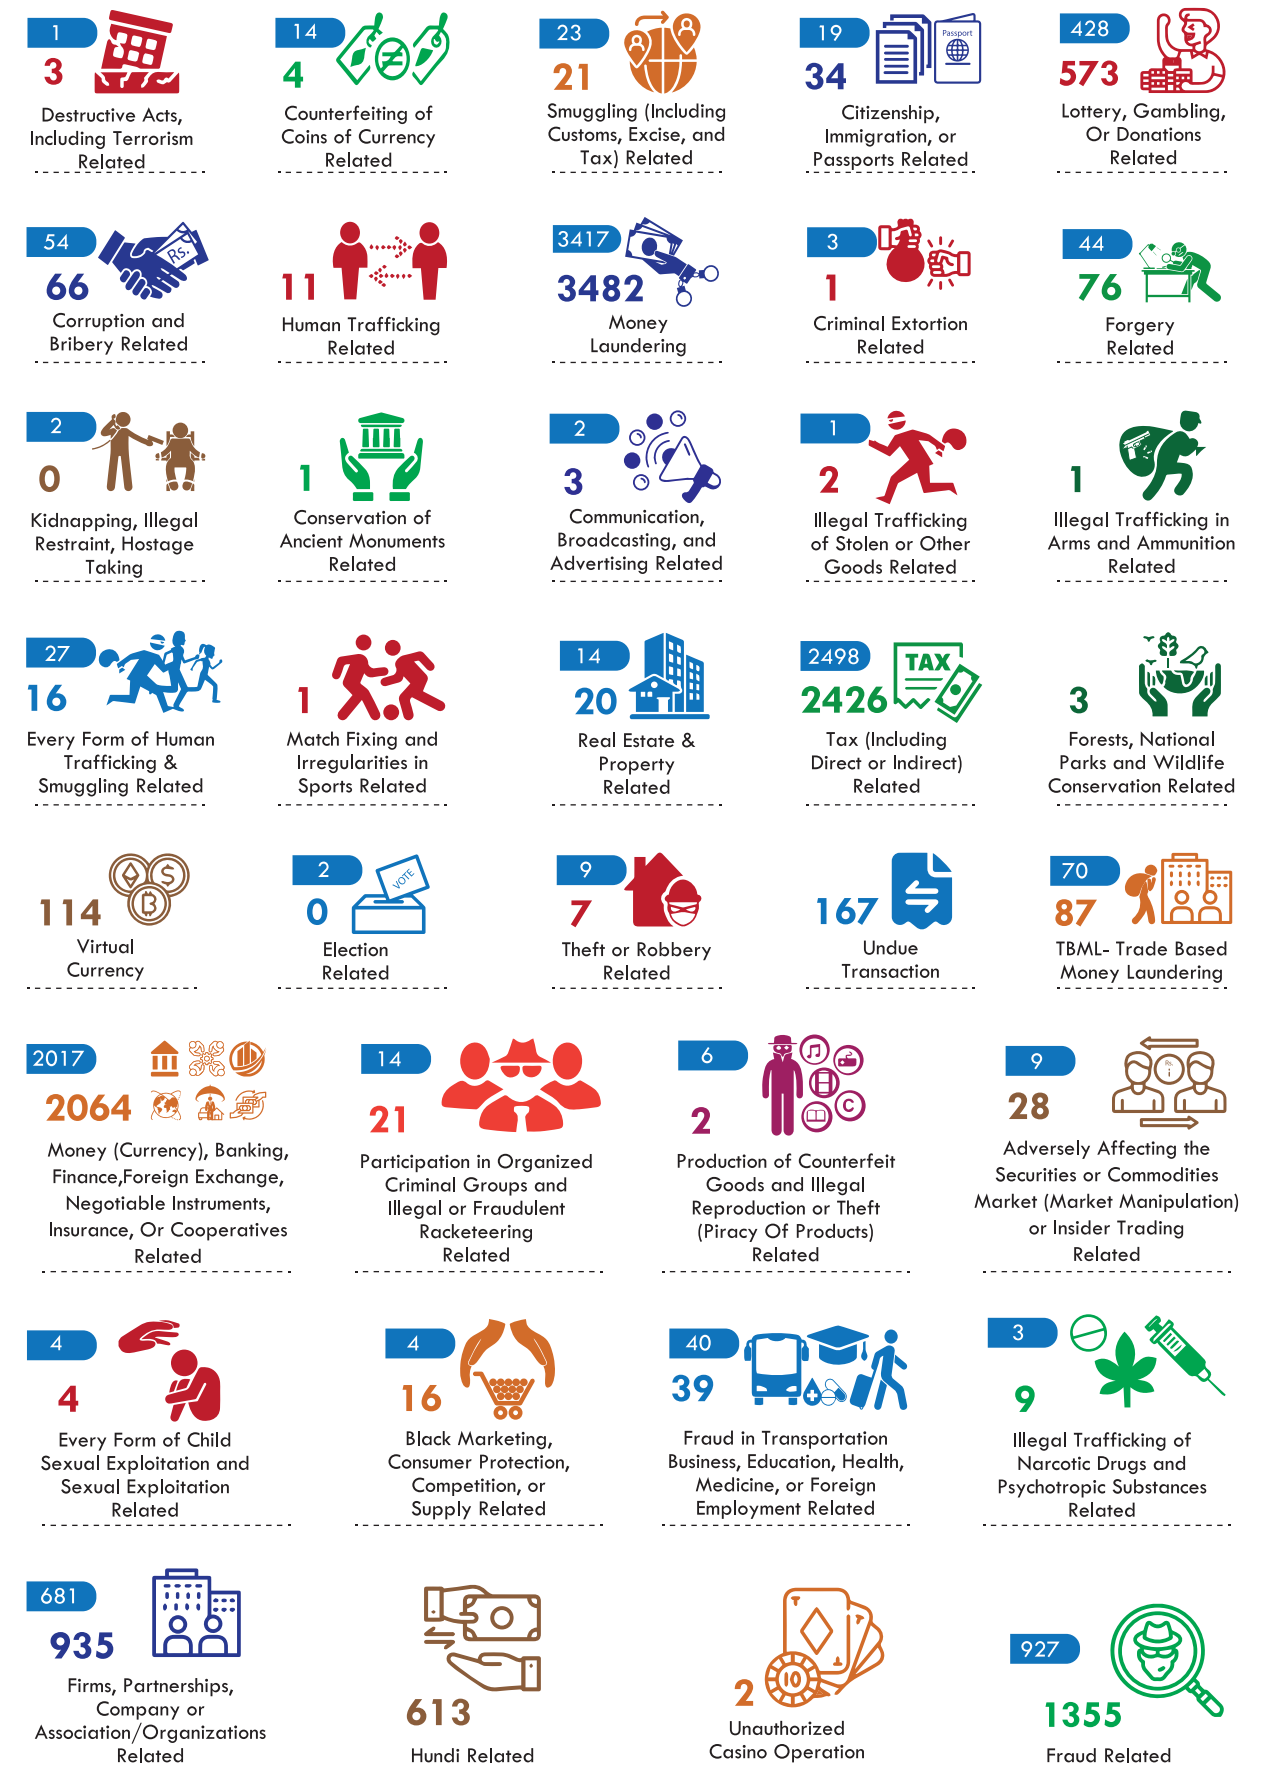 1
3
Destructive Acts,
Including Terrorism
Related
14
4
Counterfeiting of
Coins of Currency
Related
23
21
Smuggling (Including
Customs, Excise, and
Tax) Related
19
Passport
34
Citizenship,
Immigration, or
Passports Related
428
573
Lottery, Gambling,
Or Donations
Related
54
Rs.
66
Corruption and
Bribery Related
11
Human Trafficking
Related
3417
3482
Money
Laundering
3
1
Criminal Extortion
Related
44
76
Forgery
Related
2
0
Kidnapping, Illegal
Restraint, Hostage
Taking
1
Conservation of
Ancient Monuments
Related
2
3
Communication,
Broadcasting, and
Advertising Related
1
2
Illegal Trafficking
of Stolen or Other
Goods Related
1
Illegal Trafficking in
Arms and Ammunition
Related
27
16
Every Form of Human
Trafficking &
Smuggling Related
1
Match Fixing and
Irregularities in
Sports Related
14
20
Real Estate &
Property
Related
2498
TAX
2426
Tax (Including
Direct or Indirect)
Related
3
Forests, National
Parks and Wildlife
Conservation Related
$
B
114
Virtual
Currency
2
VOTE
0
Election
Related
9
7
Theft or Robbery
Related
167
Undue
Transaction
70
87
TBML- Trade Based
Money Laundering
2017
2064
Money (Currency), Banking,
Finance,Foreign Exchange,
Negotiable Instruments,
Insurance, Or Cooperatives
Related
14
21
Participation in Organized
Criminal Groups and
Illegal or Fraudulent
Racketeering
Related
6
C
2
Production of Counterfeit
Goods and Illegal
Reproduction or Theft
(Piracy Of Products)
Related
9
Rs.
28
Adversely Affecting the
Securities or Commodities
Market (Market Manipulation)
or Insider Trading
Related
4
4
Every Form of Child
Sexual Exploitation and
Sexual Exploitation
Related
4
16
Black Marketing,
Consumer Protection,
Competition, or
Supply Related
40
39
Fraud in Transportation
Business, Education, Health,
Medicine, or Foreign
Employment Related
3
9
Illegal Trafficking of
Narcotic Drugs and
Psychotropic Substances
Related
681
935
Firms, Partnerships,
Company or
Association/Organizations
Related
613
Hundi Related
10
2
Unauthorized
Casino Operation
927
1355
Fraud Related